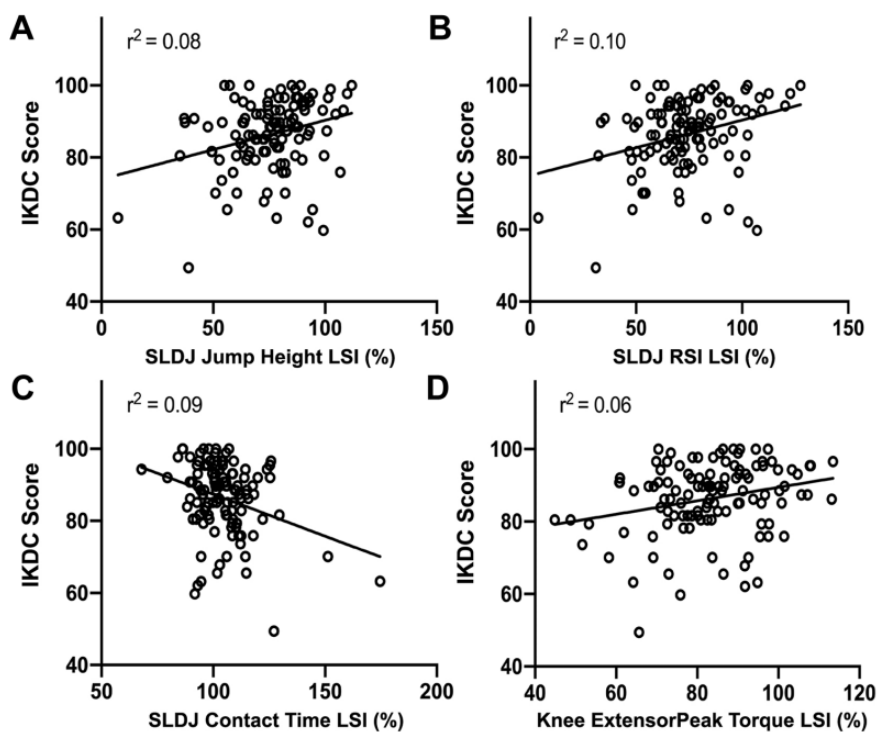 A
r² = 0.08
IKDC Score
100
80
60
40
0
50
100
150
SLDJ Jump Height LSI (%)
B
r² = 0.10
IKDC Score
100
80
60
40
0
50
100
150
SLDJ RSI LSI (%)
C
r² = 0.09
IKDC Score
100
80
60
40
50
100
150
200
SLDJ Contact Time LSI (%)
D
r² = 0.06
IKDC Score
100
80
60
40
40
60
80
100
120
Knee ExtensorPeak Torque LSI (%)